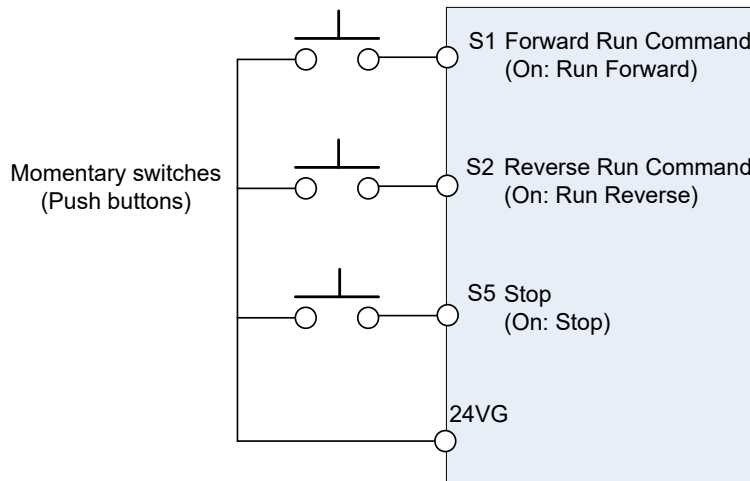 S1 Forward Run Command
(On: Run Forward)
Momentary switches
(Push buttons)
S2 Reverse Run Command
(On: Run Reverse)
S5 Stop
(On: Stop)
24VG